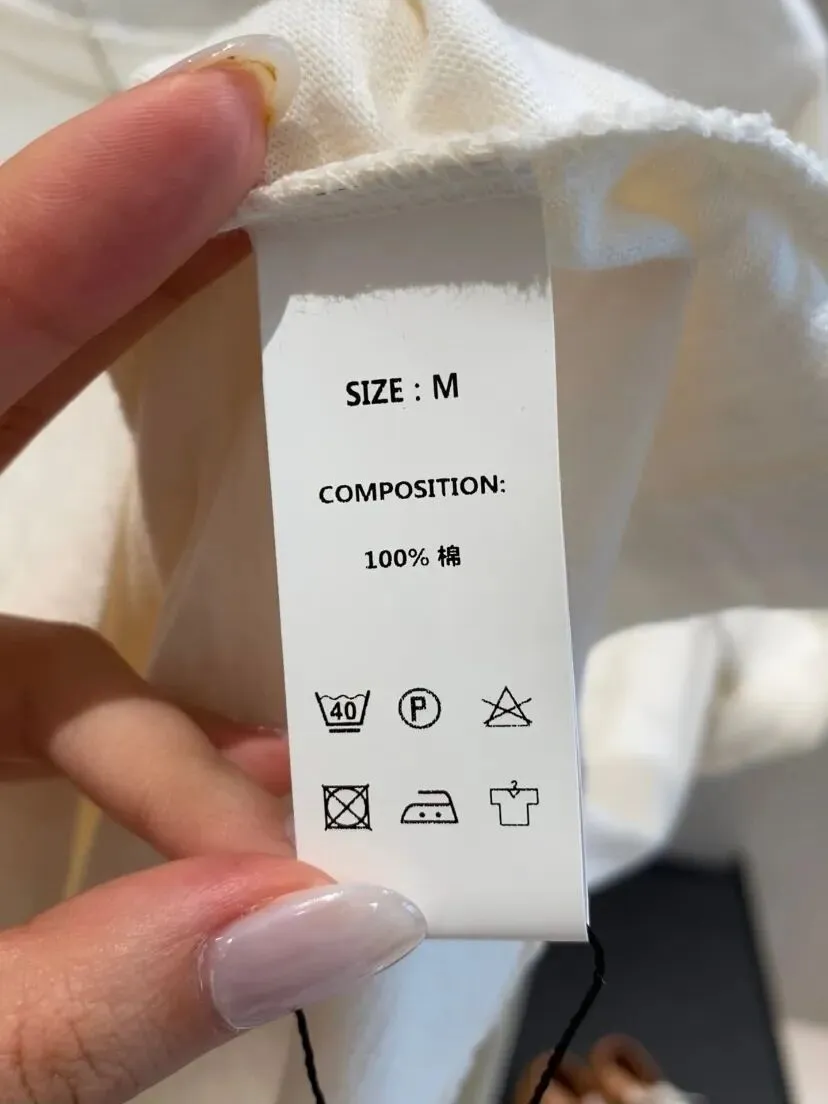 SIZE : M
COMPOSITION:
100% 棉
40 P